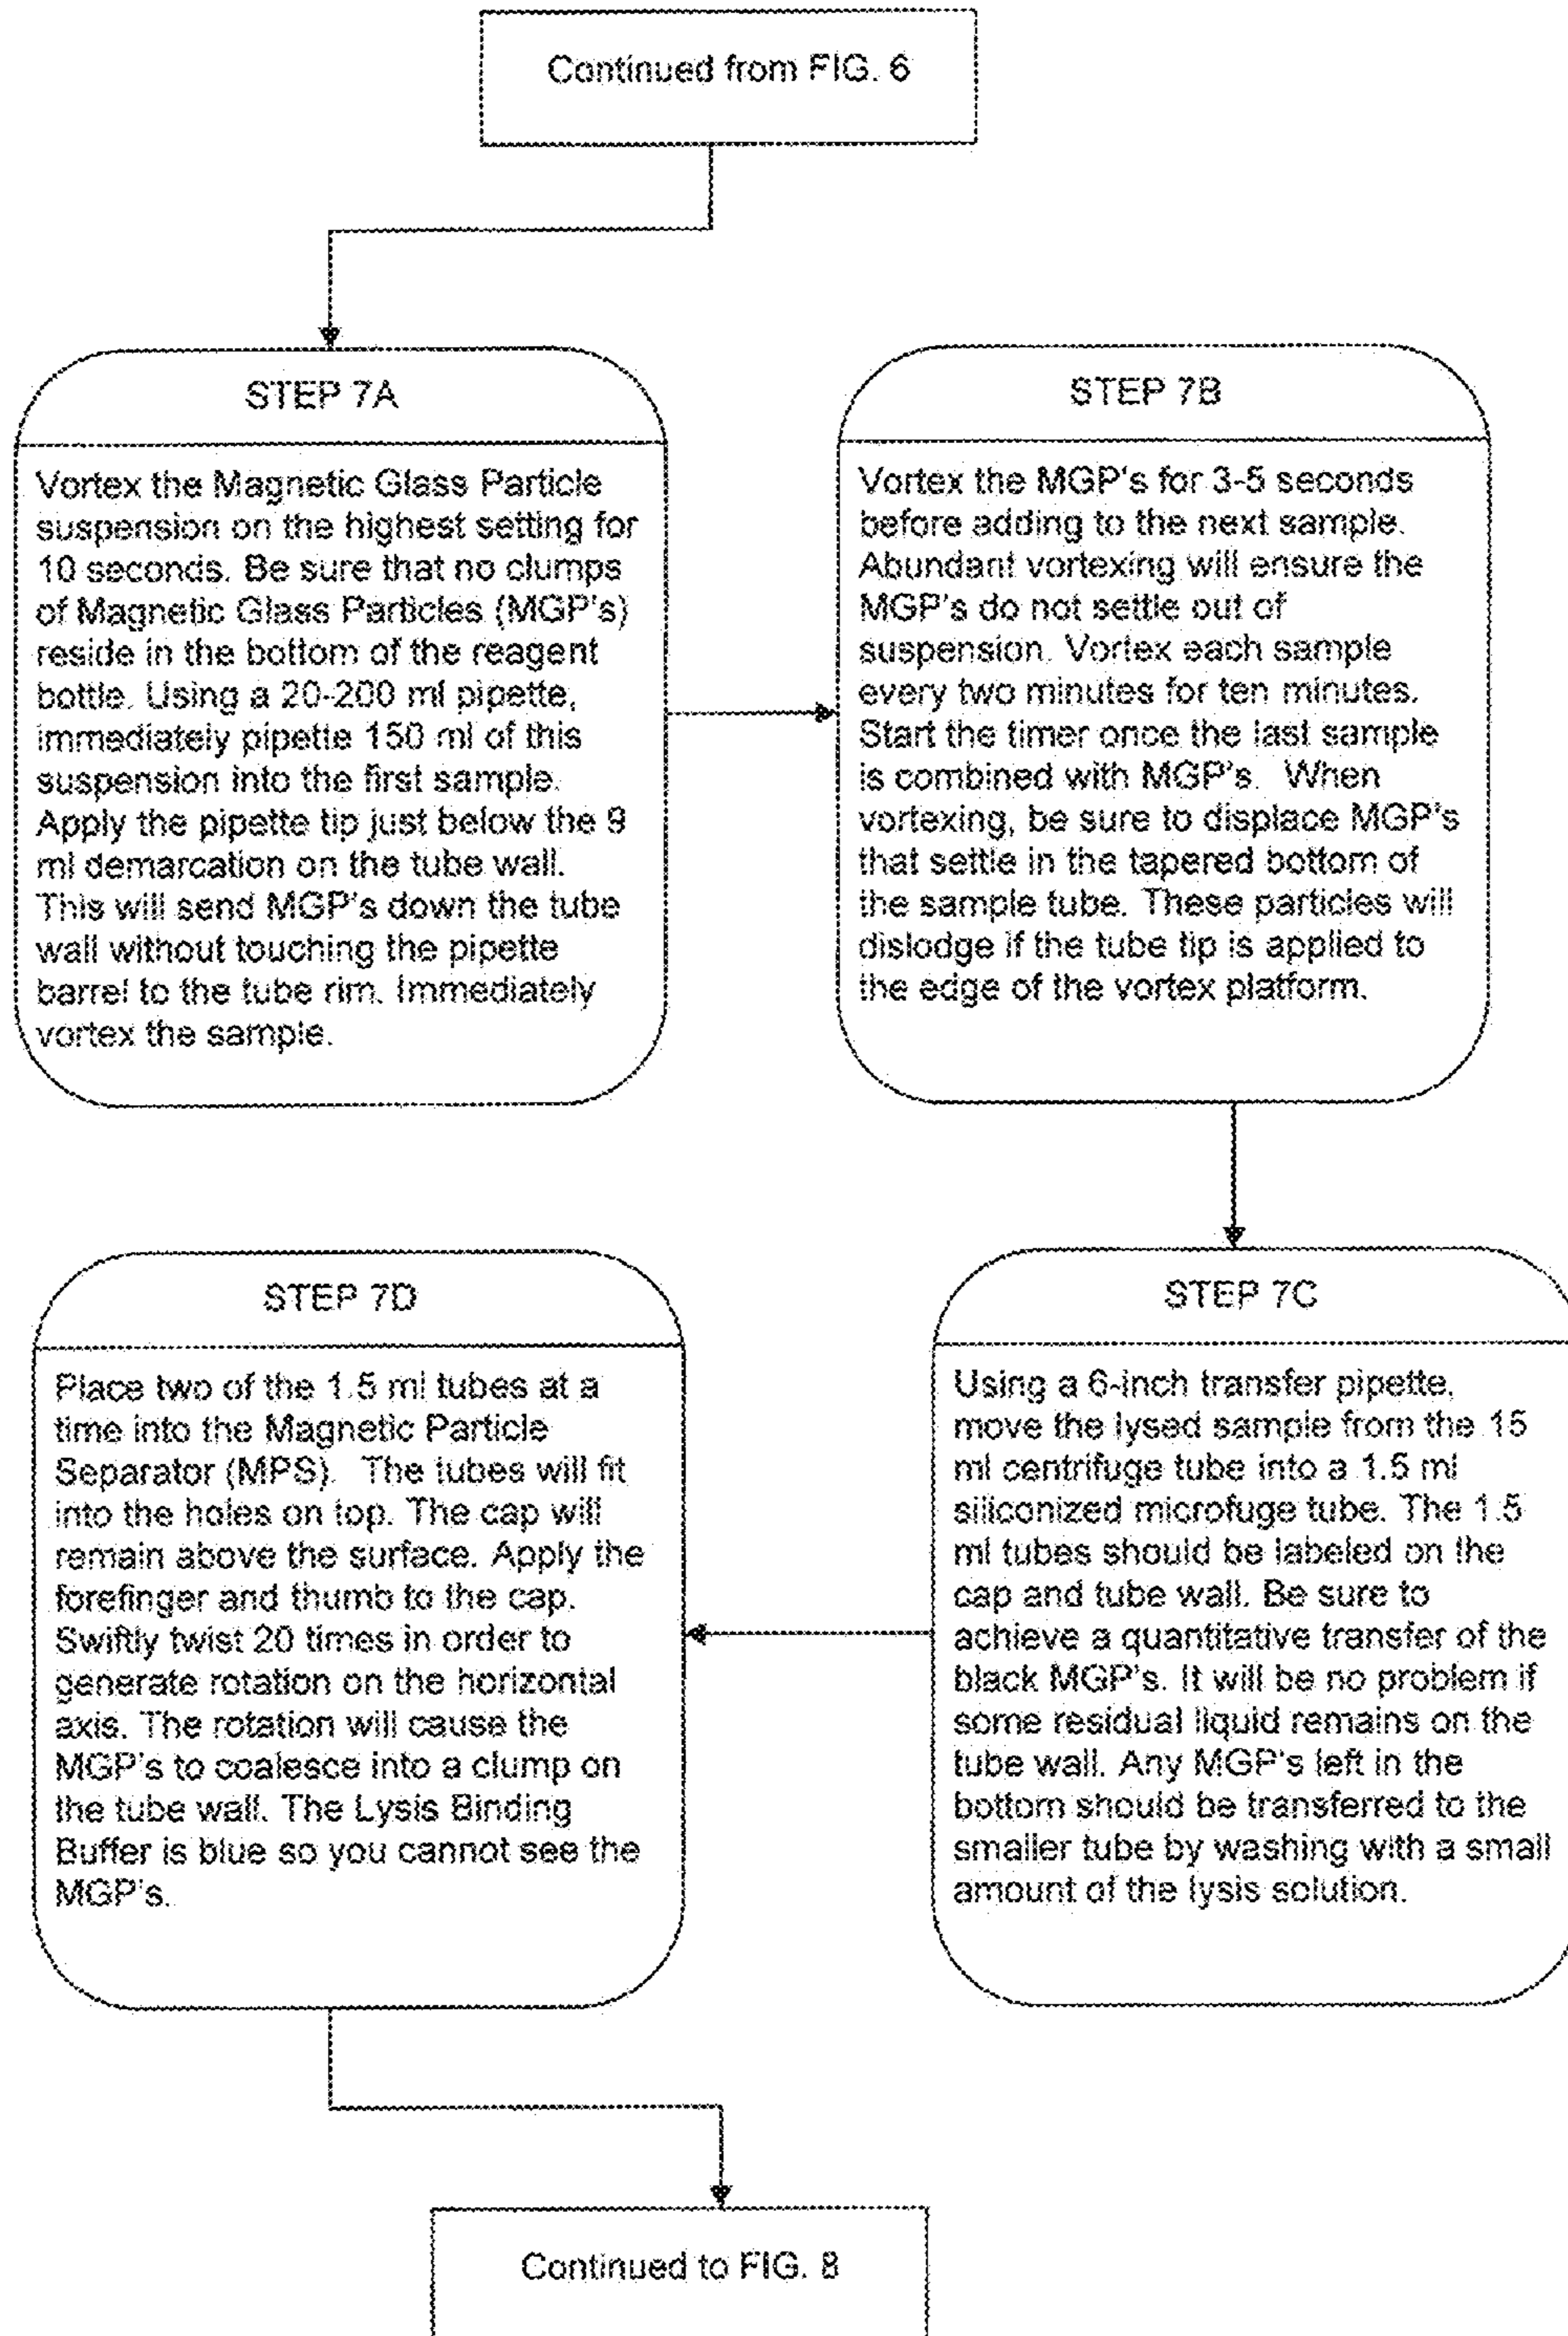 Continued from FIG. 6
STEP 7A
Vortex the Magnetic Glass Particle
suspension on the highest setting for
10 seconds. Be sure that no clumps
of Magnetic Glass Particles (MGP's)
reside in the bottom of the reagent
bottle. Using a 20-200 ml pipette,
immediately pipette 150 ml of this
suspension into the first sample.
Apply the pipette tip just below the 9
ml demarcation on the tube wall.
This will send MGP's down the tube
wall without touching the pipette
barrel to the tube rim. Immediately
vortex the sample.
STEP 7B
Vortex the MGP's for 3-5 seconds
before adding to the next sample.
Abundant vortexing will ensure the
MGP's do not settle out of
suspension. Vortex each sample
every two minutes for ten minutes.
Start the timer once the last sample
is combined with MGP's. When
vortexing, be sure to displace MGP's
that settle in the tapered bottom of
the sample tube. These particles will
dislodge if the tube tip is applied to
the edge of the vortex platform.
STEP 7C
Using a 6-inch transfer pipette,
move the lysed sample from the 15
ml centrifuge tube into a 1.5 ml
siliconized microfuge tube. The 1.5
ml tubes should be labeled on the
cap and tube wall. Be sure to
achieve a quantitative transfer of the
black MGP's. It will be no problem if
some residual liquid remains on the
tube wall. Any MGP's left in the
bottom should be transferred to the
smaller tube by washing with a small
amount of the lysis solution.
STEP 7D
Place two of the 1.5 ml tubes at a
time into the Magnetic Particle
Separator (MPS). The tubes will fit
into the holes on top. The cap will
remain above the surface. Apply the
forefinger and thumb to the cap.
Swiftly twist 20 times in order to
generate rotation on the horizontal
axis. The rotation will cause the
MGP's to coalesce into a clump on
the tube wall. The Lysis Binding
Buffer is blue so you cannot see the
MGP's.
Continued to FIG. 8